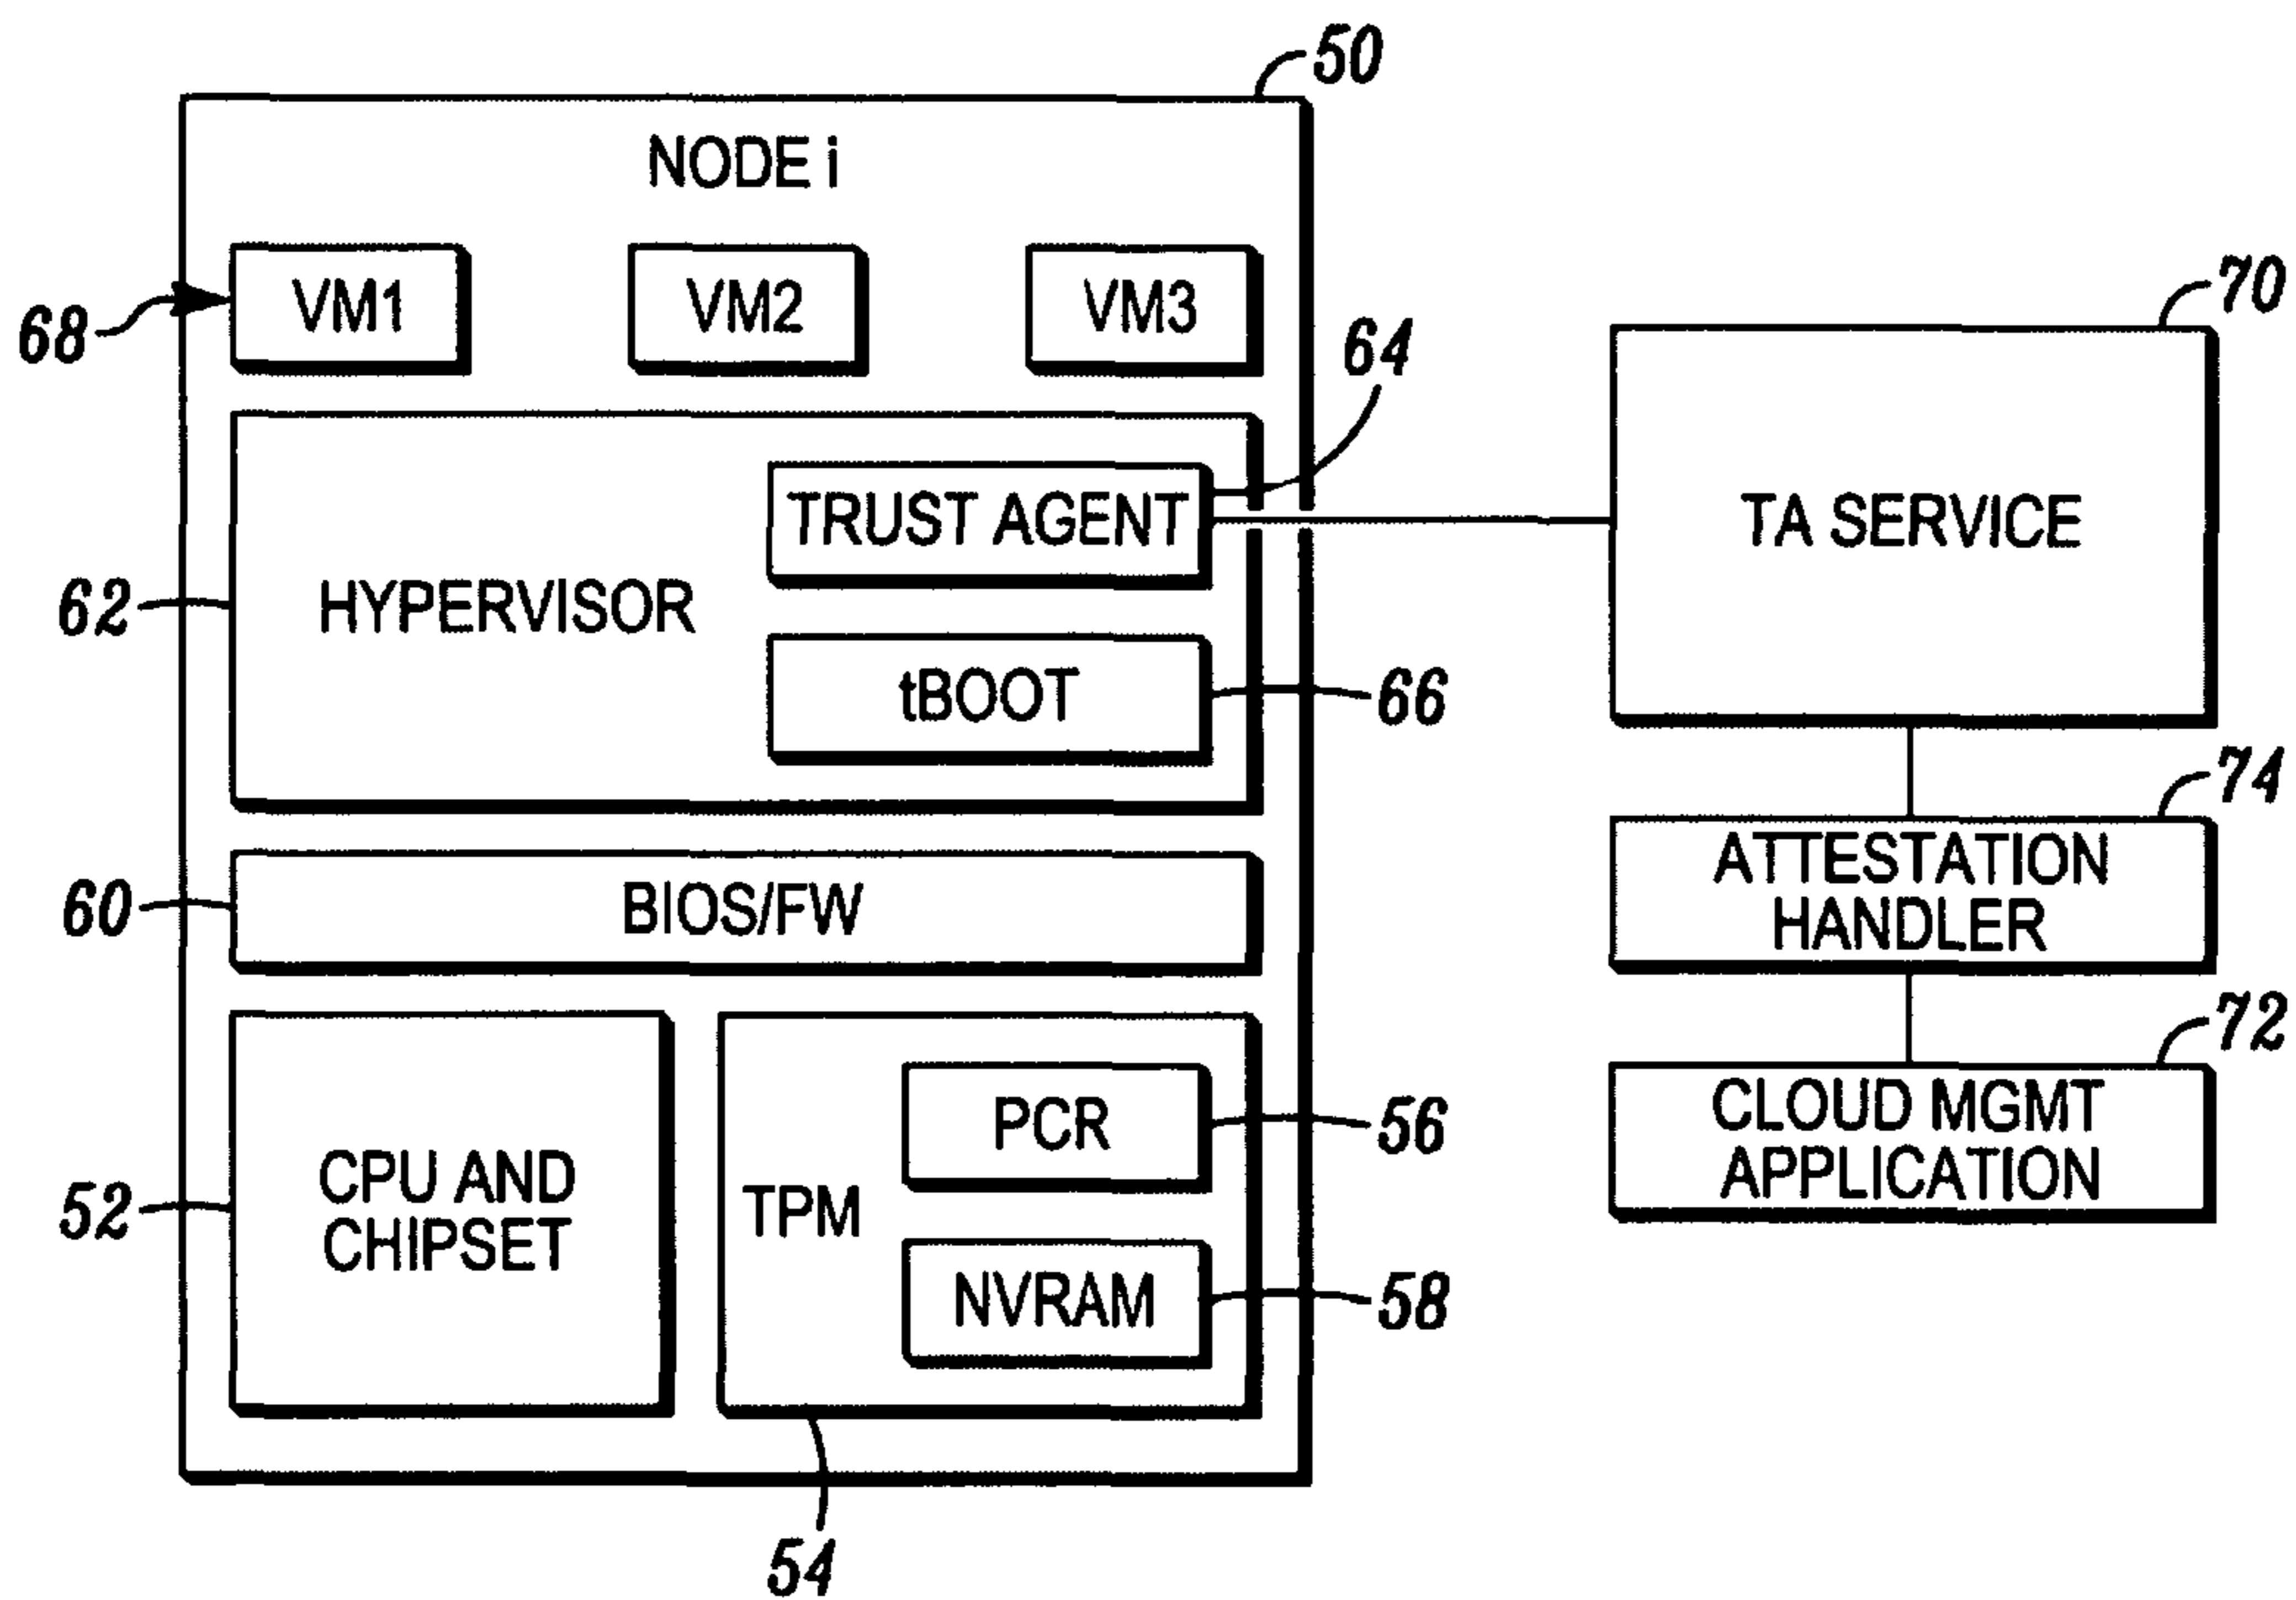 50
NODE i
VM1
VM2
VM3
68
64
70
TRUST AGENT
TA SERVICE
HYPERVISOR
62
tBOOT
66
74
ATTESTATION
HANDLER
BIOS/FW
60
72
CLOUD MGMT
APPLICATION
CPU AND
CHIPSET
52
TPM
PCR
56
NVRAM
58
54